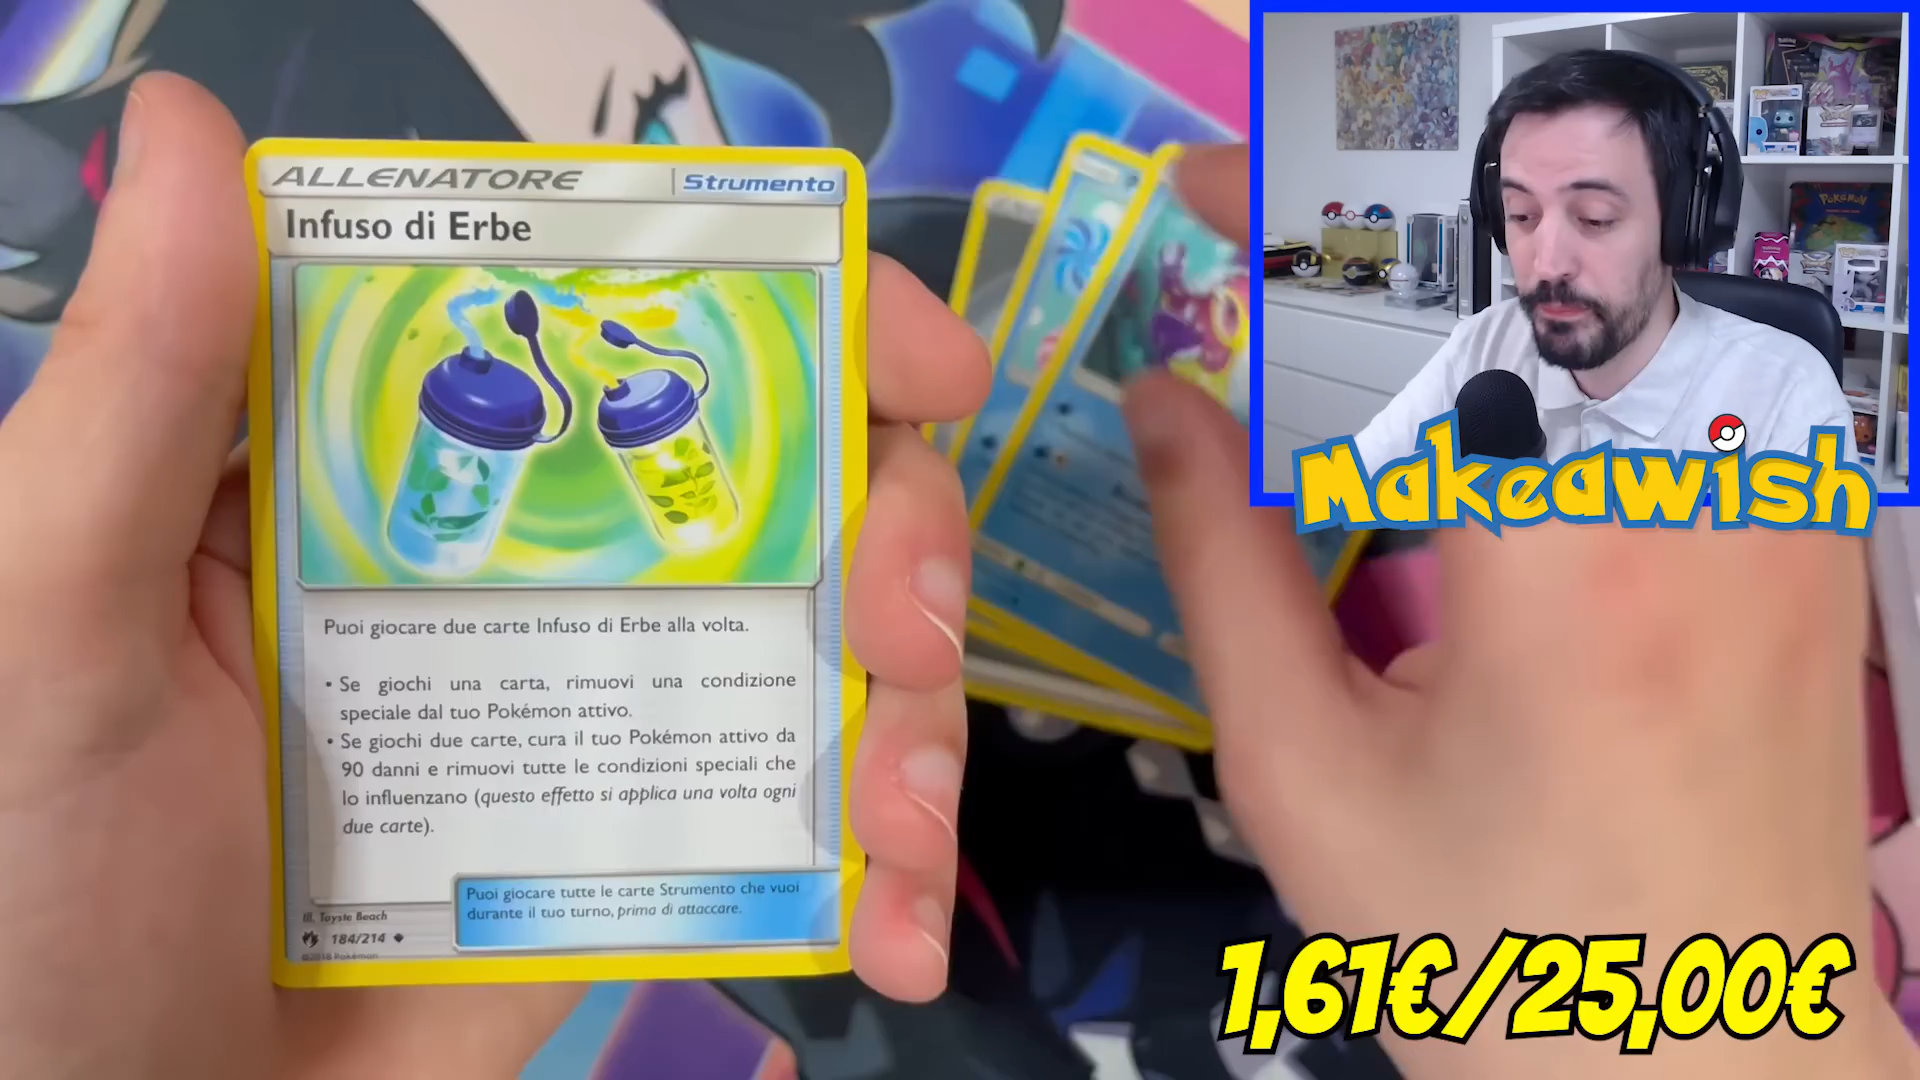 ALLENATORE
Strumento
Infuso di Erbe
Puoi giocare due carte Infuso di Erbe alla volta.
• Se giochi una carta, rimuovi una condizione
speciale dal tuo Pokémon attivo.
• Se giochi due carte, cura il tuo Pokémon attivo da
90 danni e rimuovi tutte le condizioni speciali che
lo influenzano (questo effetto si applica una volta ogni
due carte).
Puoi giocare tutte le carte Strumento che vuoi
durante il tuo turno, prima di attaccare.
Ill. Toyste Beach
184/214
©2018 Pokémon
POKÉMON
Makeawish
1,61€/25,00€